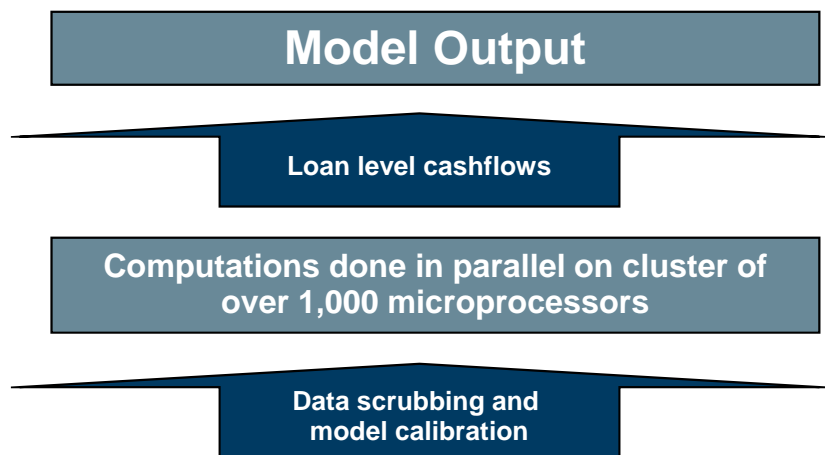 Model Output
Loan level cashflows
Computations done in parallel on cluster of
over 1,000 microprocessors
Data scrubbing and
model calibration